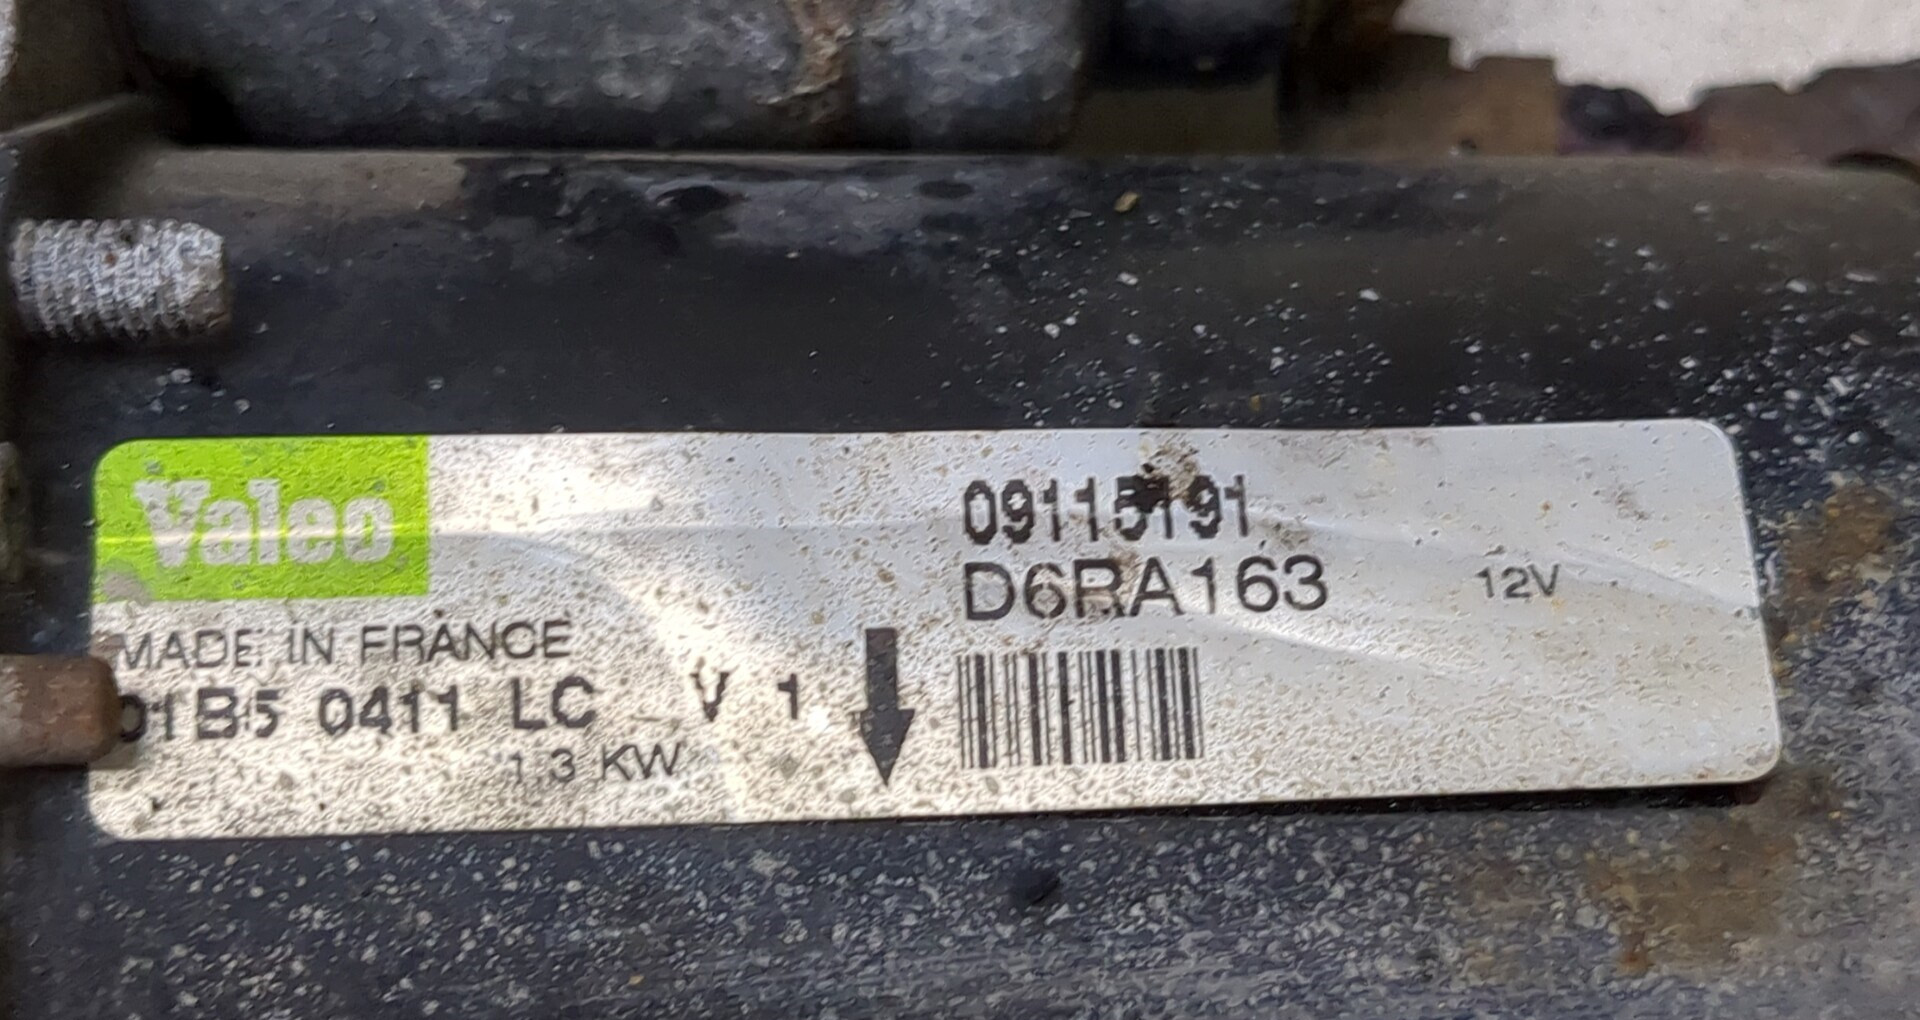 Valeo
09115191
D6RA163
12V
MADE IN FRANCE
01B5 0411 LC V 1
1.3 KW